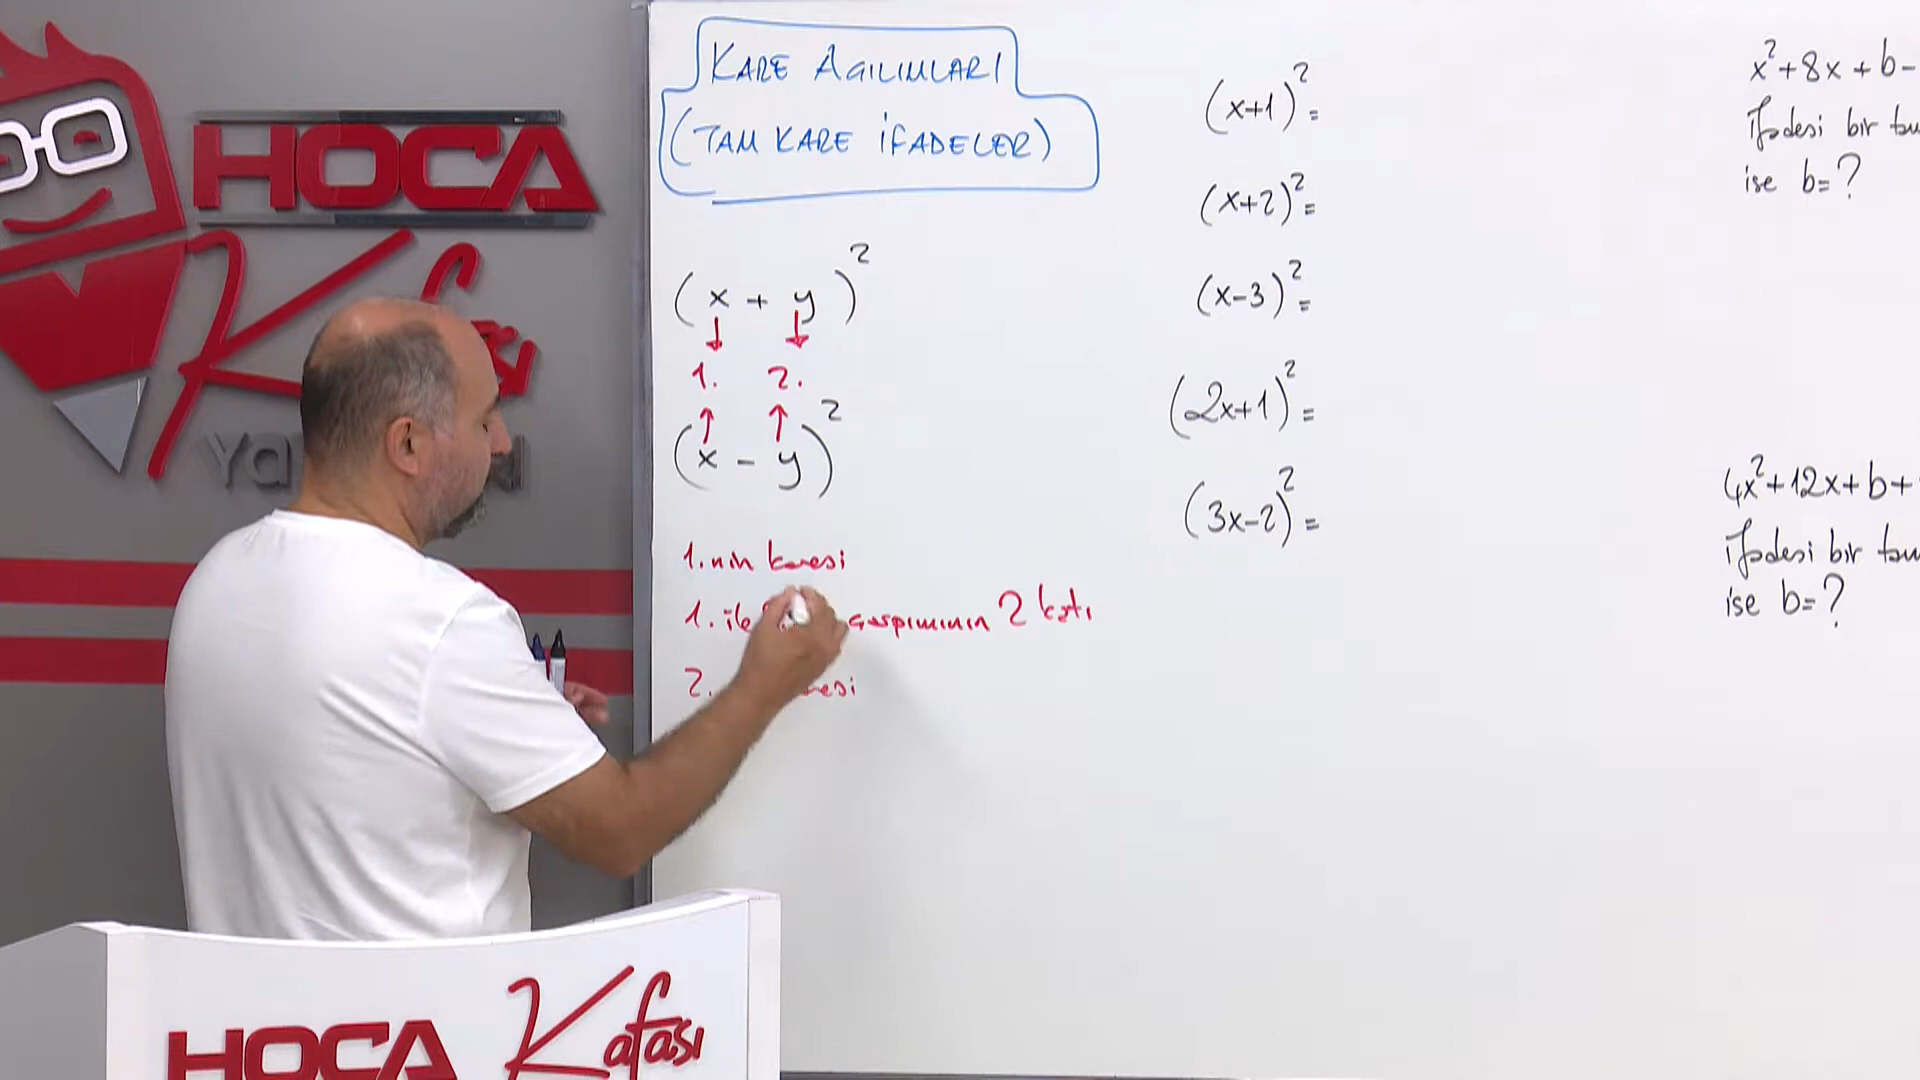 HOCA
Kafası
Ya
KARE AÇILIMLARI
(TAM KARE İFADELER)
(x + y)²
1. 2.
(x - y)²
1.nin karesi
1. ile çarpımının 2 katı
2.
(x+1)² =
(x+2)² =
(x-3)² =
(2x+1)² =
(3x-2)² =
x²+8x+b-
ifadesi bir
ise b=?
4x²+12x+b+
ifadesi bir
ise b=?
HOCA
Kafası